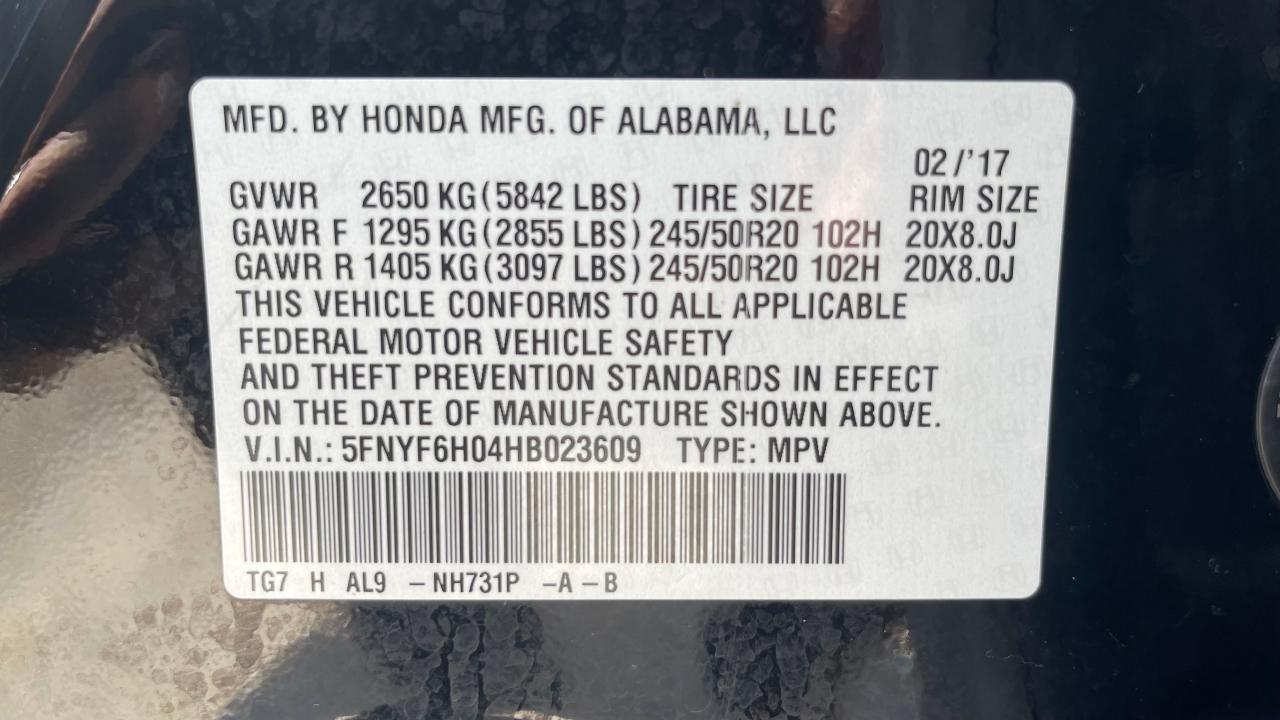 MFD. BY HONDA MFG. OF ALABAMA, LLC
02/'17
GVWR 2650 KG (5842 LBS) TIRE SIZE RIM SIZE
GAWR F 1295 KG (2855 LBS) 245/50R20 102H 20X8.0J
GAWR R 1405 KG (3097 LBS) 245/50R20 102H 20X8.0J
THIS VEHICLE CONFORMS TO ALL APPLICABLE
FEDERAL MOTOR VEHICLE SAFETY
AND THEFT PREVENTION STANDARDS IN EFFECT
ON THE DATE OF MANUFACTURE SHOWN ABOVE.
V.I.N.: 5FNYF6H04HB023609 TYPE: MPV
TG7 H AL9 – NH731P –A –B